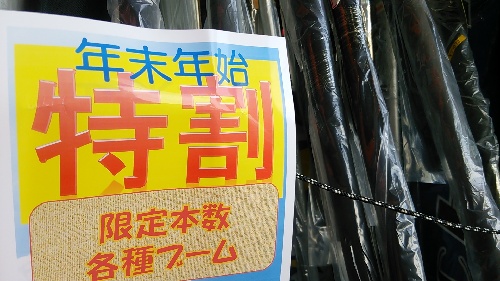 年末年始
特割
限定本数
各種ブーム